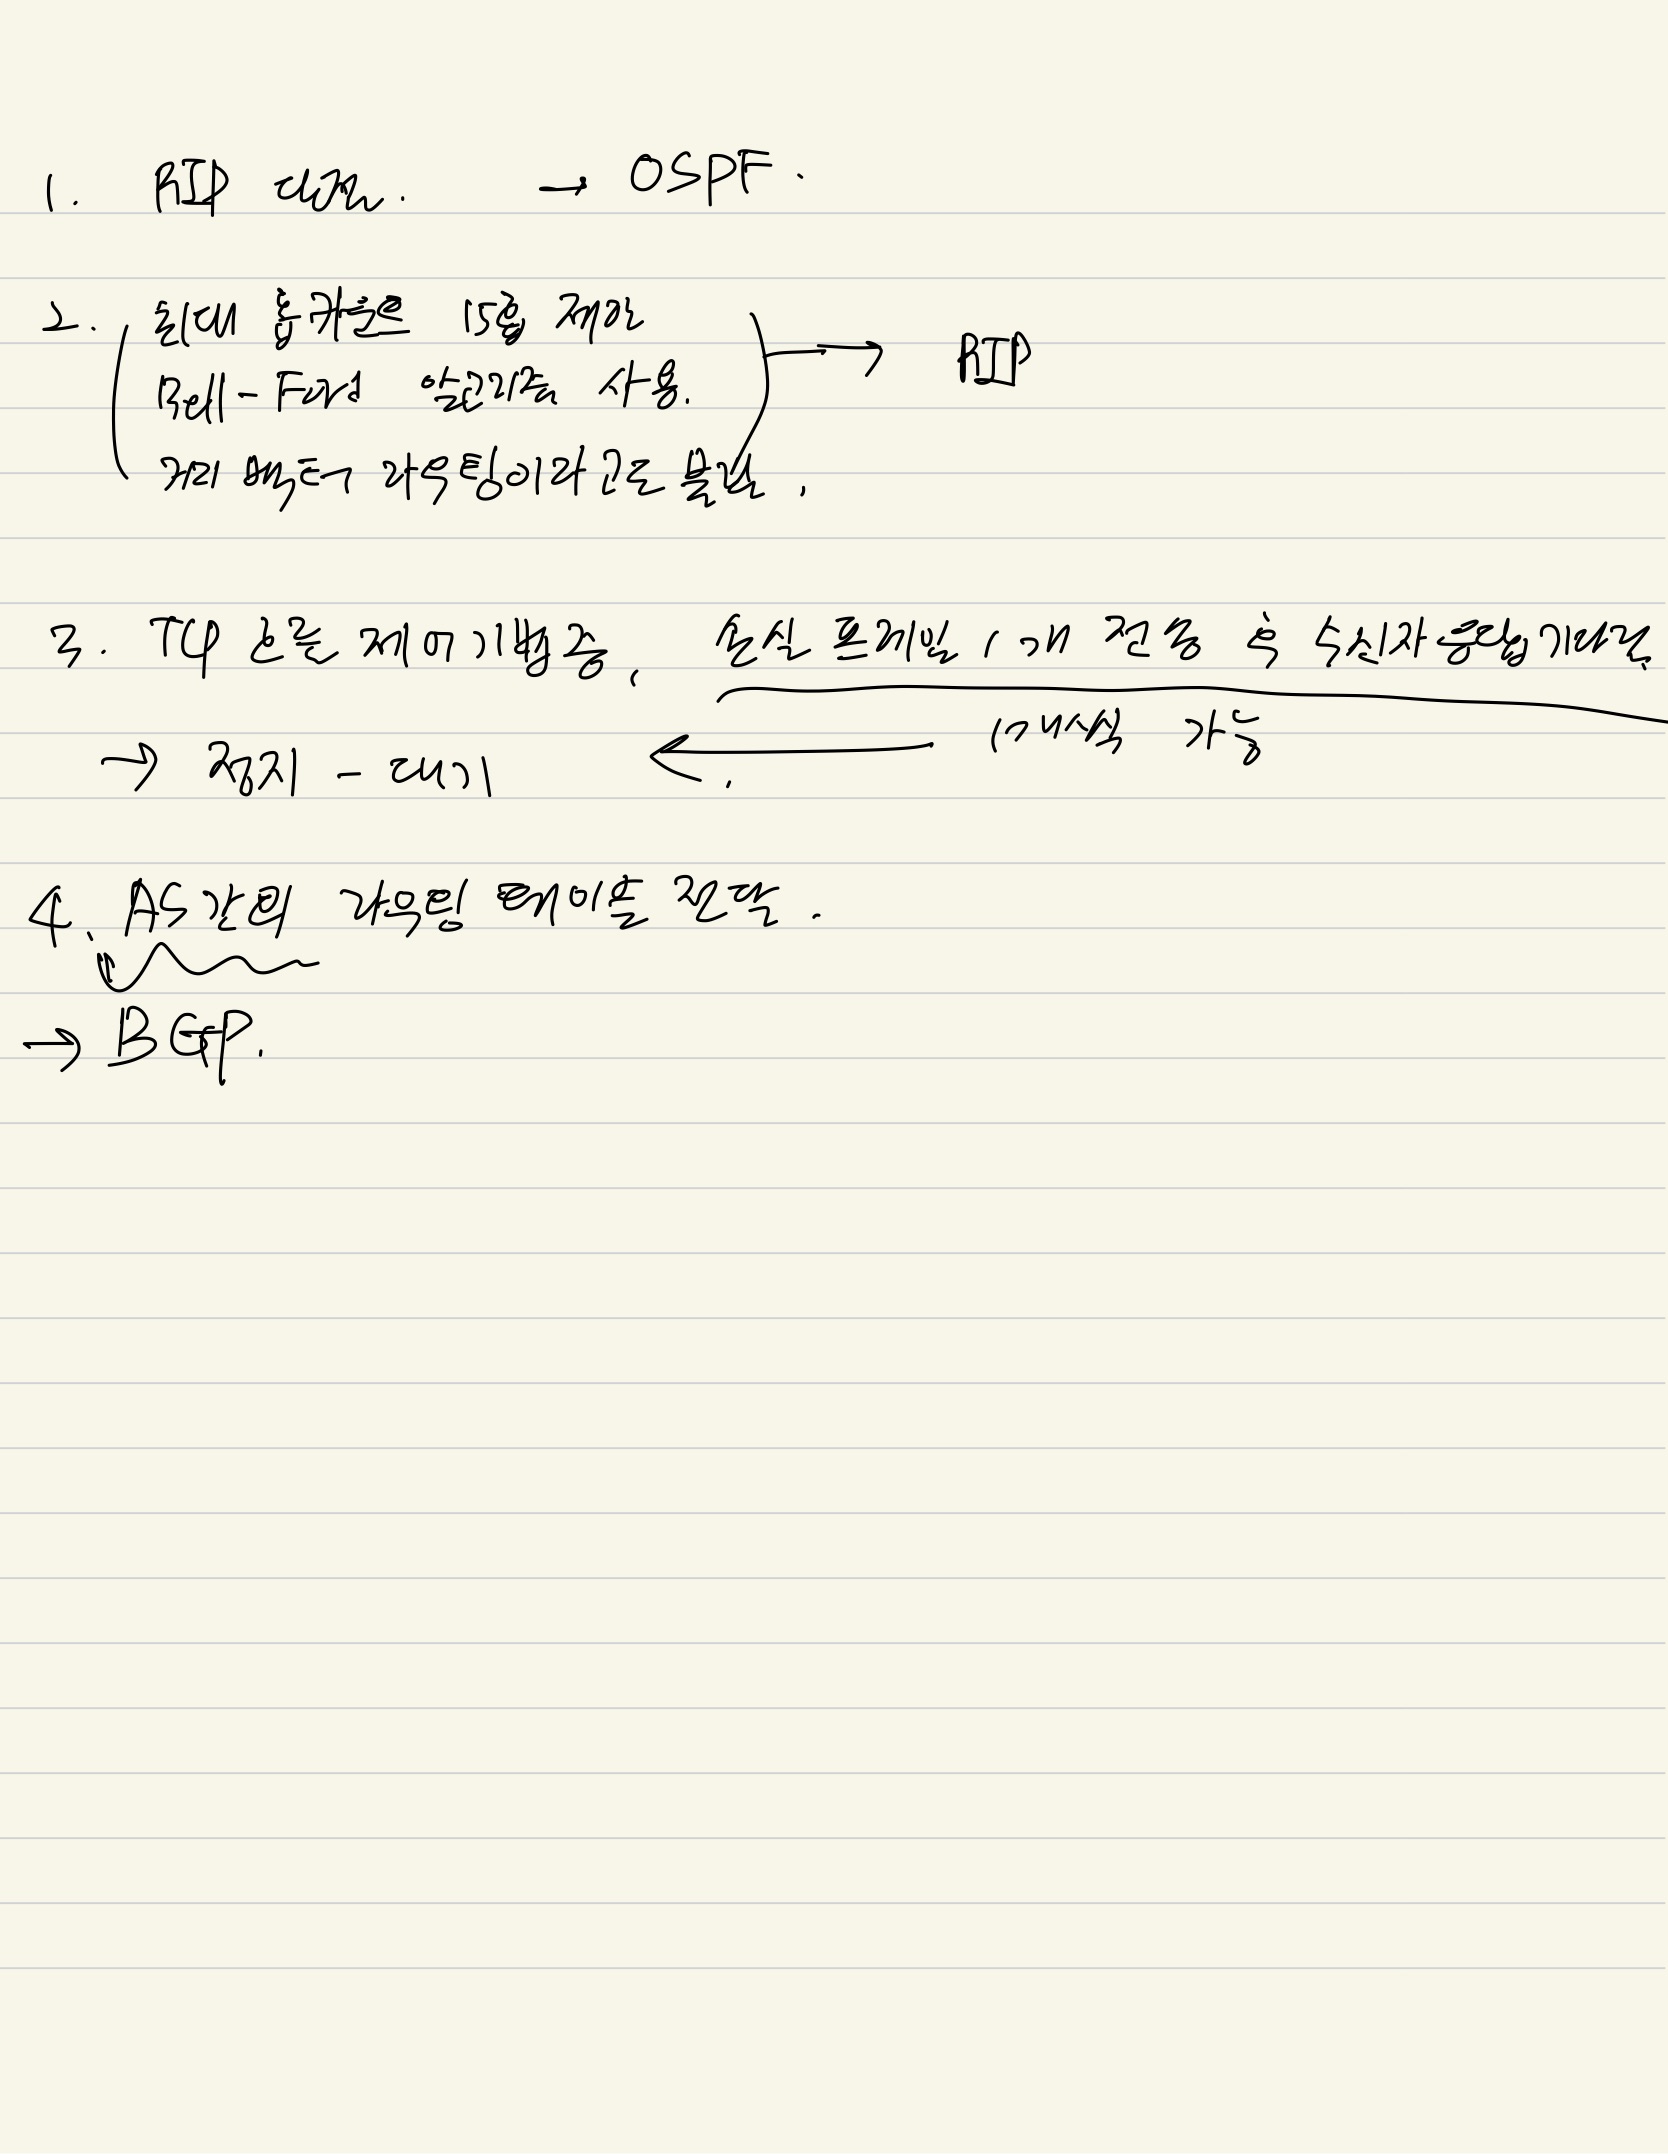 1. RIP 대전. → OSPF.
2. 최대 홉카운트 15홉 제한
Bell-Ford 알고리즘 사용.
거리 벡터 라우팅이라고도 불림.
→ RIP
3. TCP 흐름 제어기법 중, 손실 프레임 1개 전송 후 수신자 응답 기다림
1개씩 가능
→ 정지 - 대기
4. AS간의 라우팅 테이블 전달.
→ BGP.